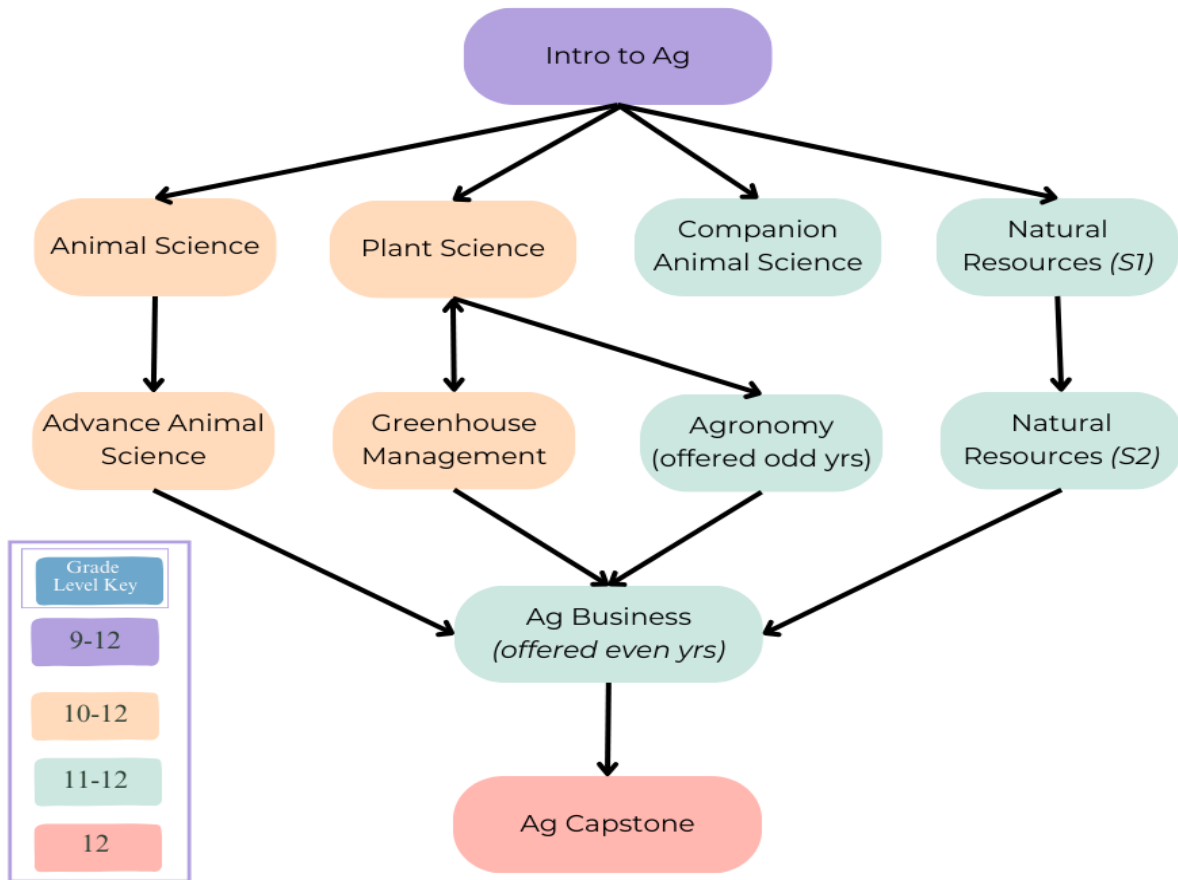 Intro to Ag
Animal Science
Plant Science
Companion
Animal Science
Natural
Resources (S1)
Advance Animal
Science
Greenhouse
Management
Agronomy
(offered odd yrs)
Natural
Resources (S2)
Grade
Level Key
9-12
10-12
11-12
12
Ag Business
(offered even yrs)
Ag Capstone